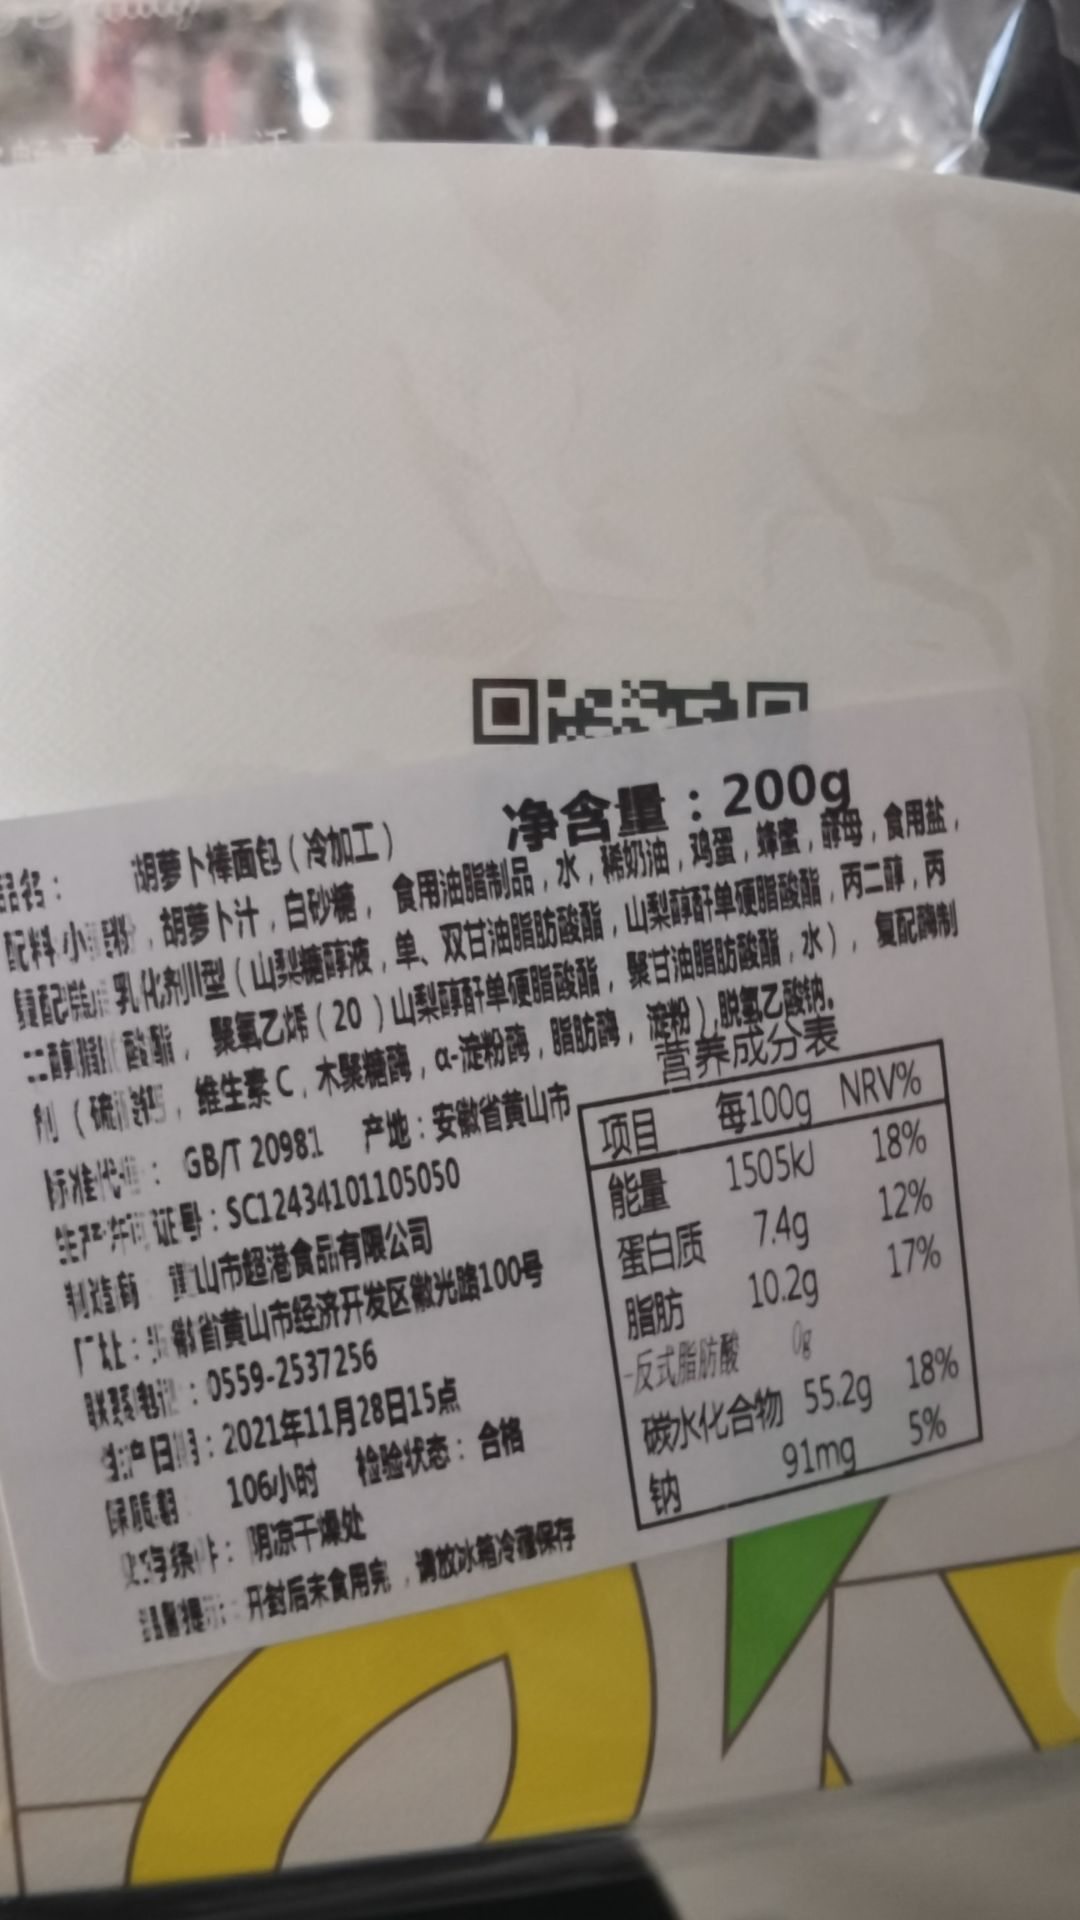 食乐生活
净含量：200g
品名： 胡萝卜棒面包（冷加工）
配料 小 粉，胡萝卜汁，白砂糖，食用油脂制品，水，稀奶油，鸡蛋，蜂蜜，酵母，食用盐，
复配 乳化剂II型（山梨糖醇液，单、双甘油脂肪酸酯，山梨醇酐单硬脂酸酯，丙二醇，丙
二醇脂 酸酯，聚氧乙烯（20）山梨醇酐单硬脂酸酯，聚甘油脂肪酸酯，水），复配酶制
剂（硫 钙，维生素C，木聚糖酶，α-淀粉酶，脂肪酶，淀粉），脱氢乙酸钠。
标准代 ： GB/T 20981 产地：安徽省黄山市
生产许可证号：SC12434101105050
制造商 黄山市超港食品有限公司
厂址：安徽省黄山市经济开发区徽光路100号
联系电话：0559-2537256
生产日期：2021年11月28日15点
保质期 106小时 检验状态：合格
贮存条件：阴凉干燥处
温馨提示：开封后未食用完，请放冰箱冷藏保存
营养成分表
项目 每100g NRV%
能量 1505kJ 18%
蛋白质 7.4g 12%
脂肪 10.2g 17%
-反式脂肪酸 0g
碳水化合物 55.2g 18%
钠 91mg 5%